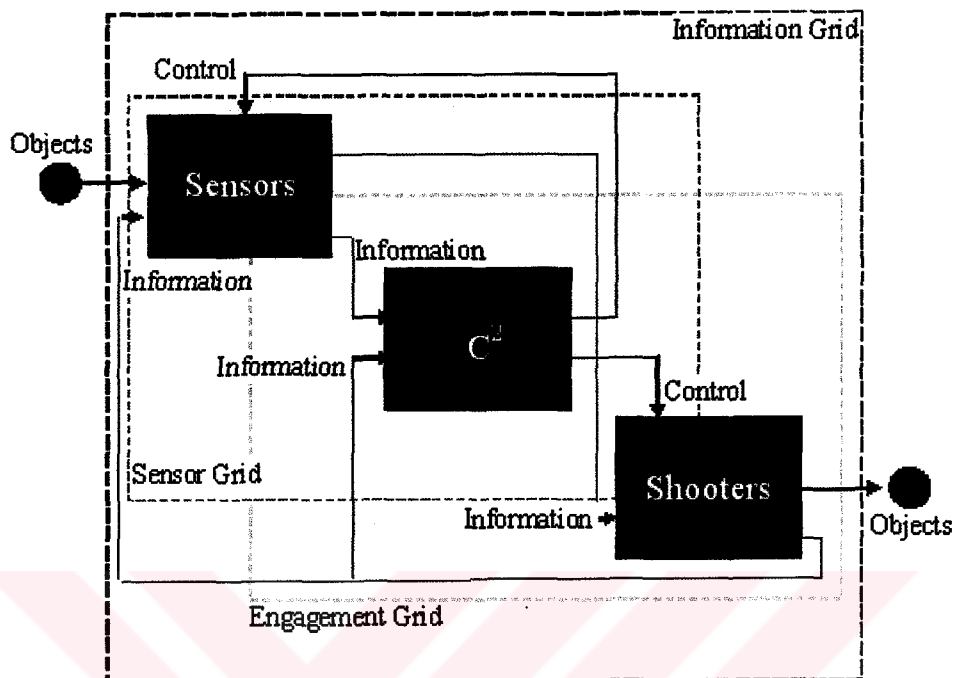 Information Grid
Control
Objects
Sensors
Information
Information
C²
Information
Control
Sensor Grid
Shooters
Information
Objects
Engagement Grid